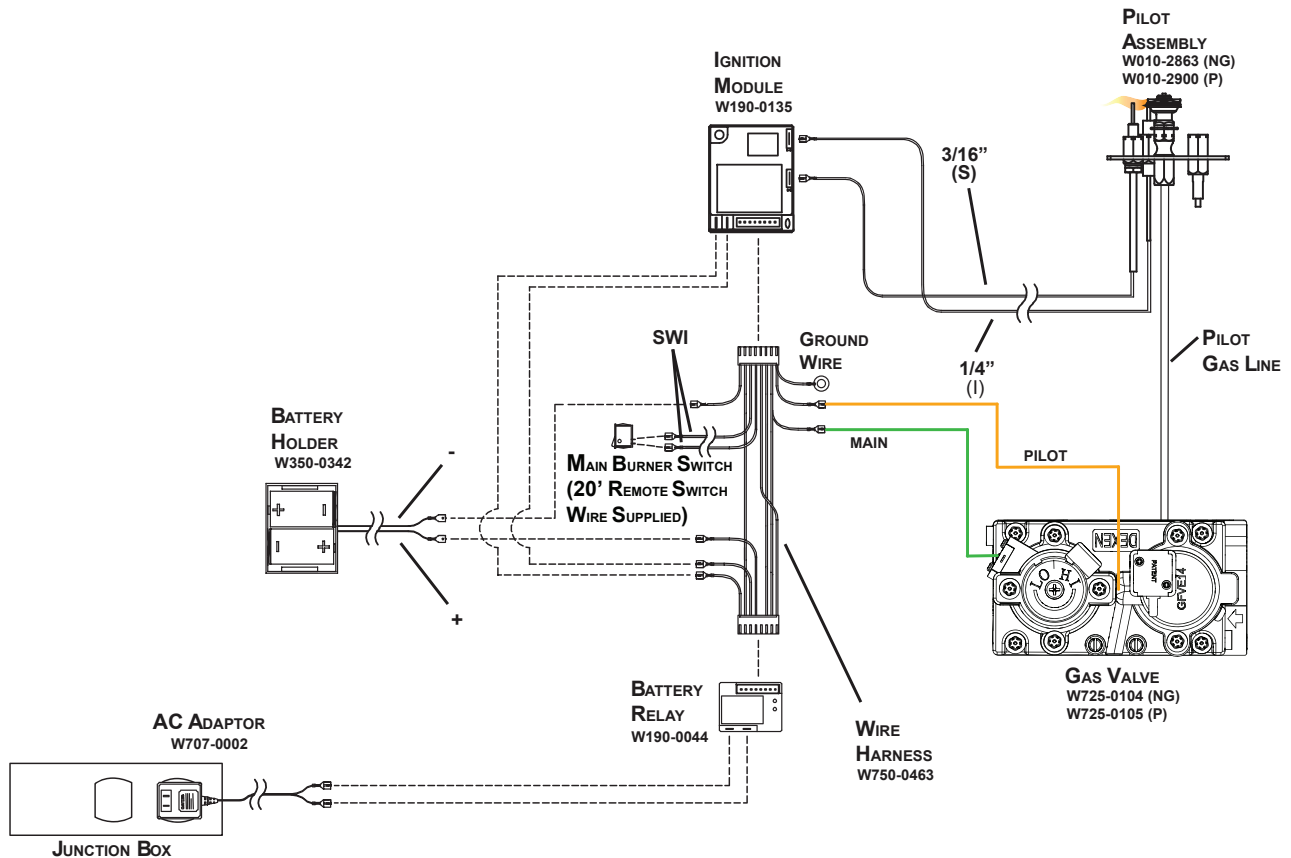 PILOT
ASSEMBLY
W010-2863 (NG)
W010-2900 (P)
IGNITION
MODULE
W190-0135
3/16”
(S)
1/4”
(I)
PILOT
GAS LINE
SWI
GROUND
WIRE
BATTERY
HOLDER
W350-0342
-
+
+
-
-
+
MAIN
PILOT
MAIN BURNER SWITCH
(20’ REMOTE SWITCH
WIRE SUPPLIED)
DEXEN
LO HI
PATENT
GFVE14
GAS VALVE
W725-0104 (NG)
W725-0105 (P)
BATTERY
RELAY
W190-0044
WIRE
HARNESS
W750-0463
AC ADAPTOR
W707-0002
JUNCTION BOX